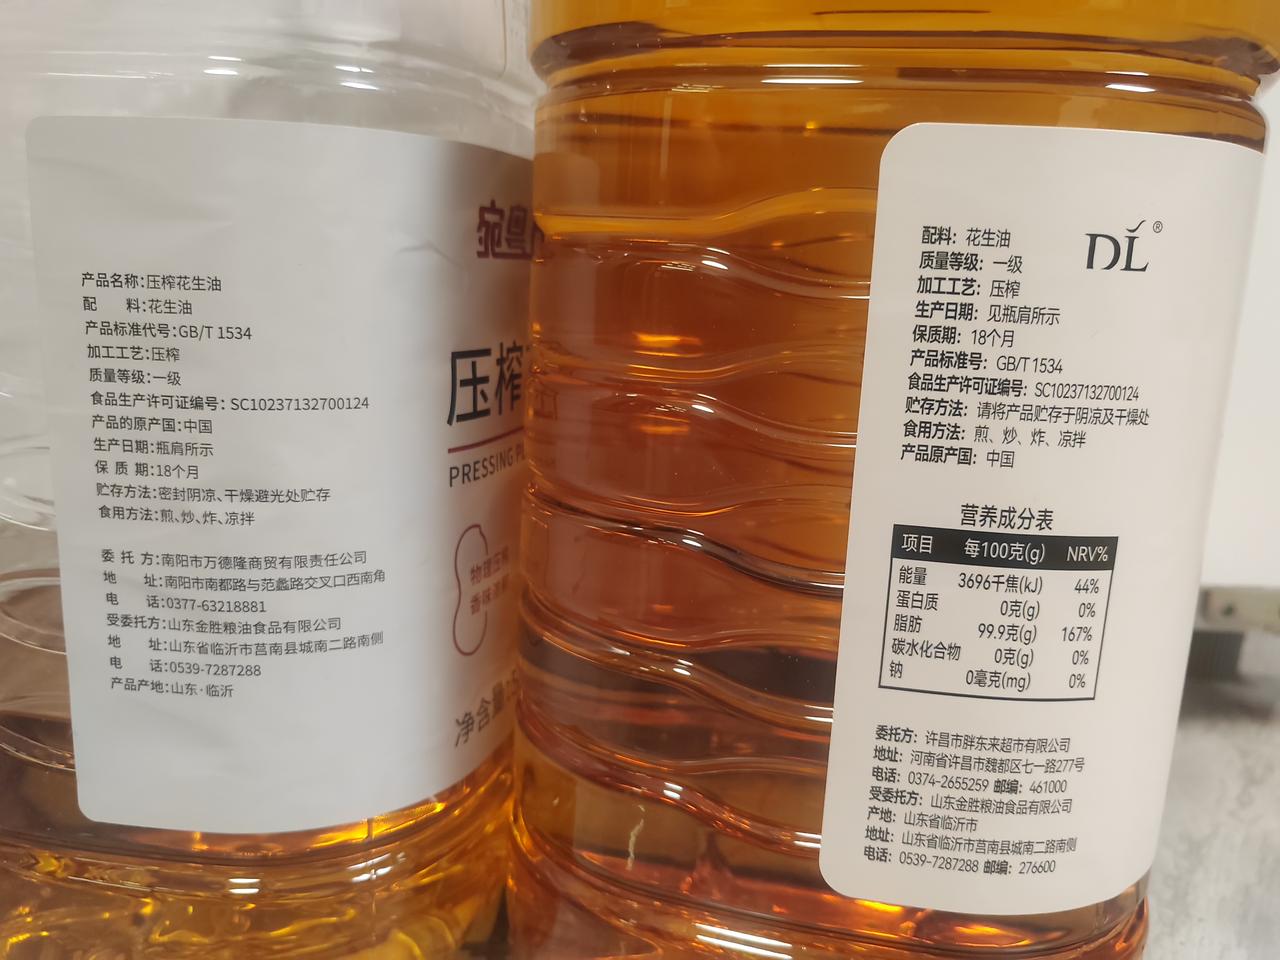 产品名称:压榨花生油
配 料:花生油
产品标准代号:GB/T 1534
加工工艺:压榨
质量等级:一级
食品生产许可证编号:SC10237132700124
产品的原产国:中国
生产日期:瓶肩所示
保 质 期:18个月
贮存方法:密封阴凉、干燥避光处贮存
食用方法:煎、炒、炸、凉拌
委 托 方:南阳市万德隆商贸有限责任公司
地 址:南阳市南都路与范蠡路交叉口西南角
电 话:0377-63218881
受委托方:山东金胜粮油食品有限公司
地 址:山东省临沂市莒南县城南二路南侧
电 话:0539-7287288
产品产地:山东·临沂
宛粤
压榨
PRESSING
物理压榨
香味浓
净含量:5
DL®
配料: 花生油
质量等级: 一级
加工工艺: 压榨
生产日期: 见瓶肩所示
保质期: 18个月
产品标准号: GB/T 1534
食品生产许可证编号: SC10237132700124
贮存方法: 请将产品贮存于阴凉及干燥处
食用方法: 煎、炒、炸、凉拌
产品原产国: 中国
营养成分表
项目 每100克(g) NRV%
能量 3696千焦(kJ) 44%
蛋白质 0克(g) 0%
脂肪 99.9克(g) 167%
碳水化合物 0克(g) 0%
钠 0毫克(mg) 0%
委托方: 许昌市胖东来超市有限公司
地址: 河南省许昌市魏都区七一路277号
电话: 0374-2655259 邮编: 461000
受委托方: 山东金胜粮油食品有限公司
产地: 山东省临沂市
地址: 山东省临沂市莒南县城南二路南侧
电话: 0539-7287288 邮编: 276600